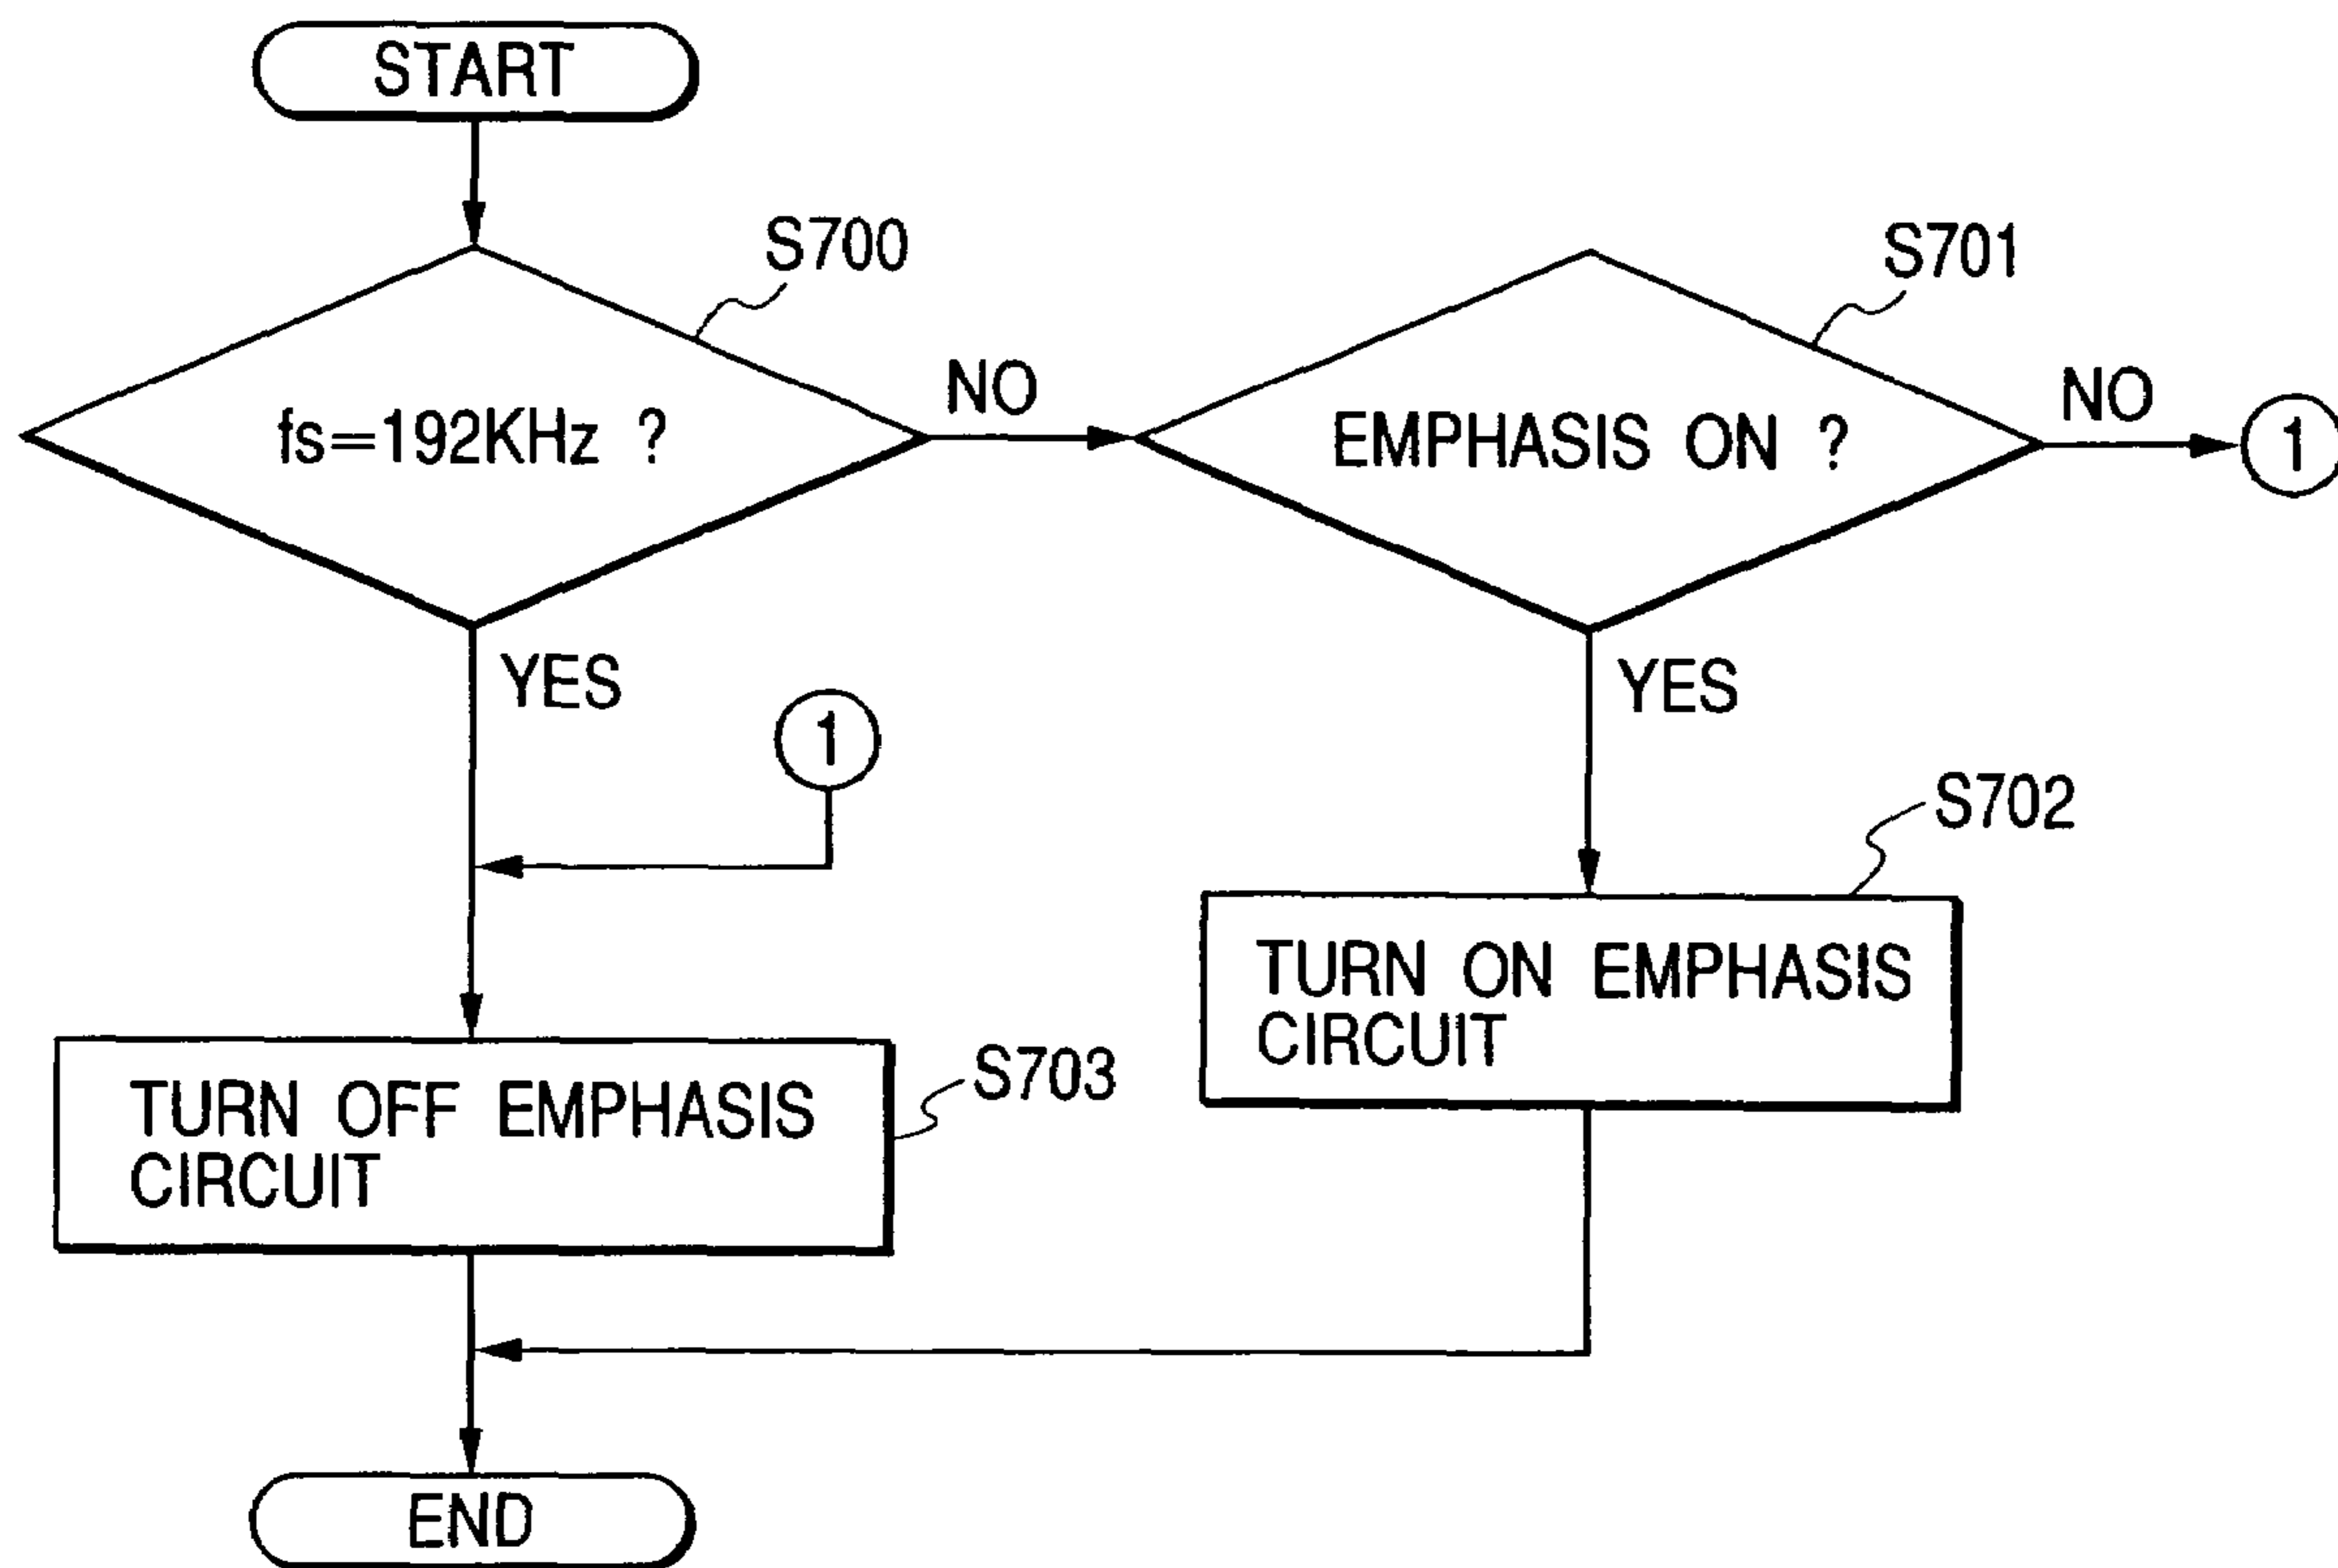 START
S700
S701
fs=192KHz ?
NO
EMPHASIS ON ?
NO
1
YES
1
YES
S702
TURN ON EMPHASIS
CIRCUIT
S703
TURN OFF EMPHASIS
CIRCUIT
END